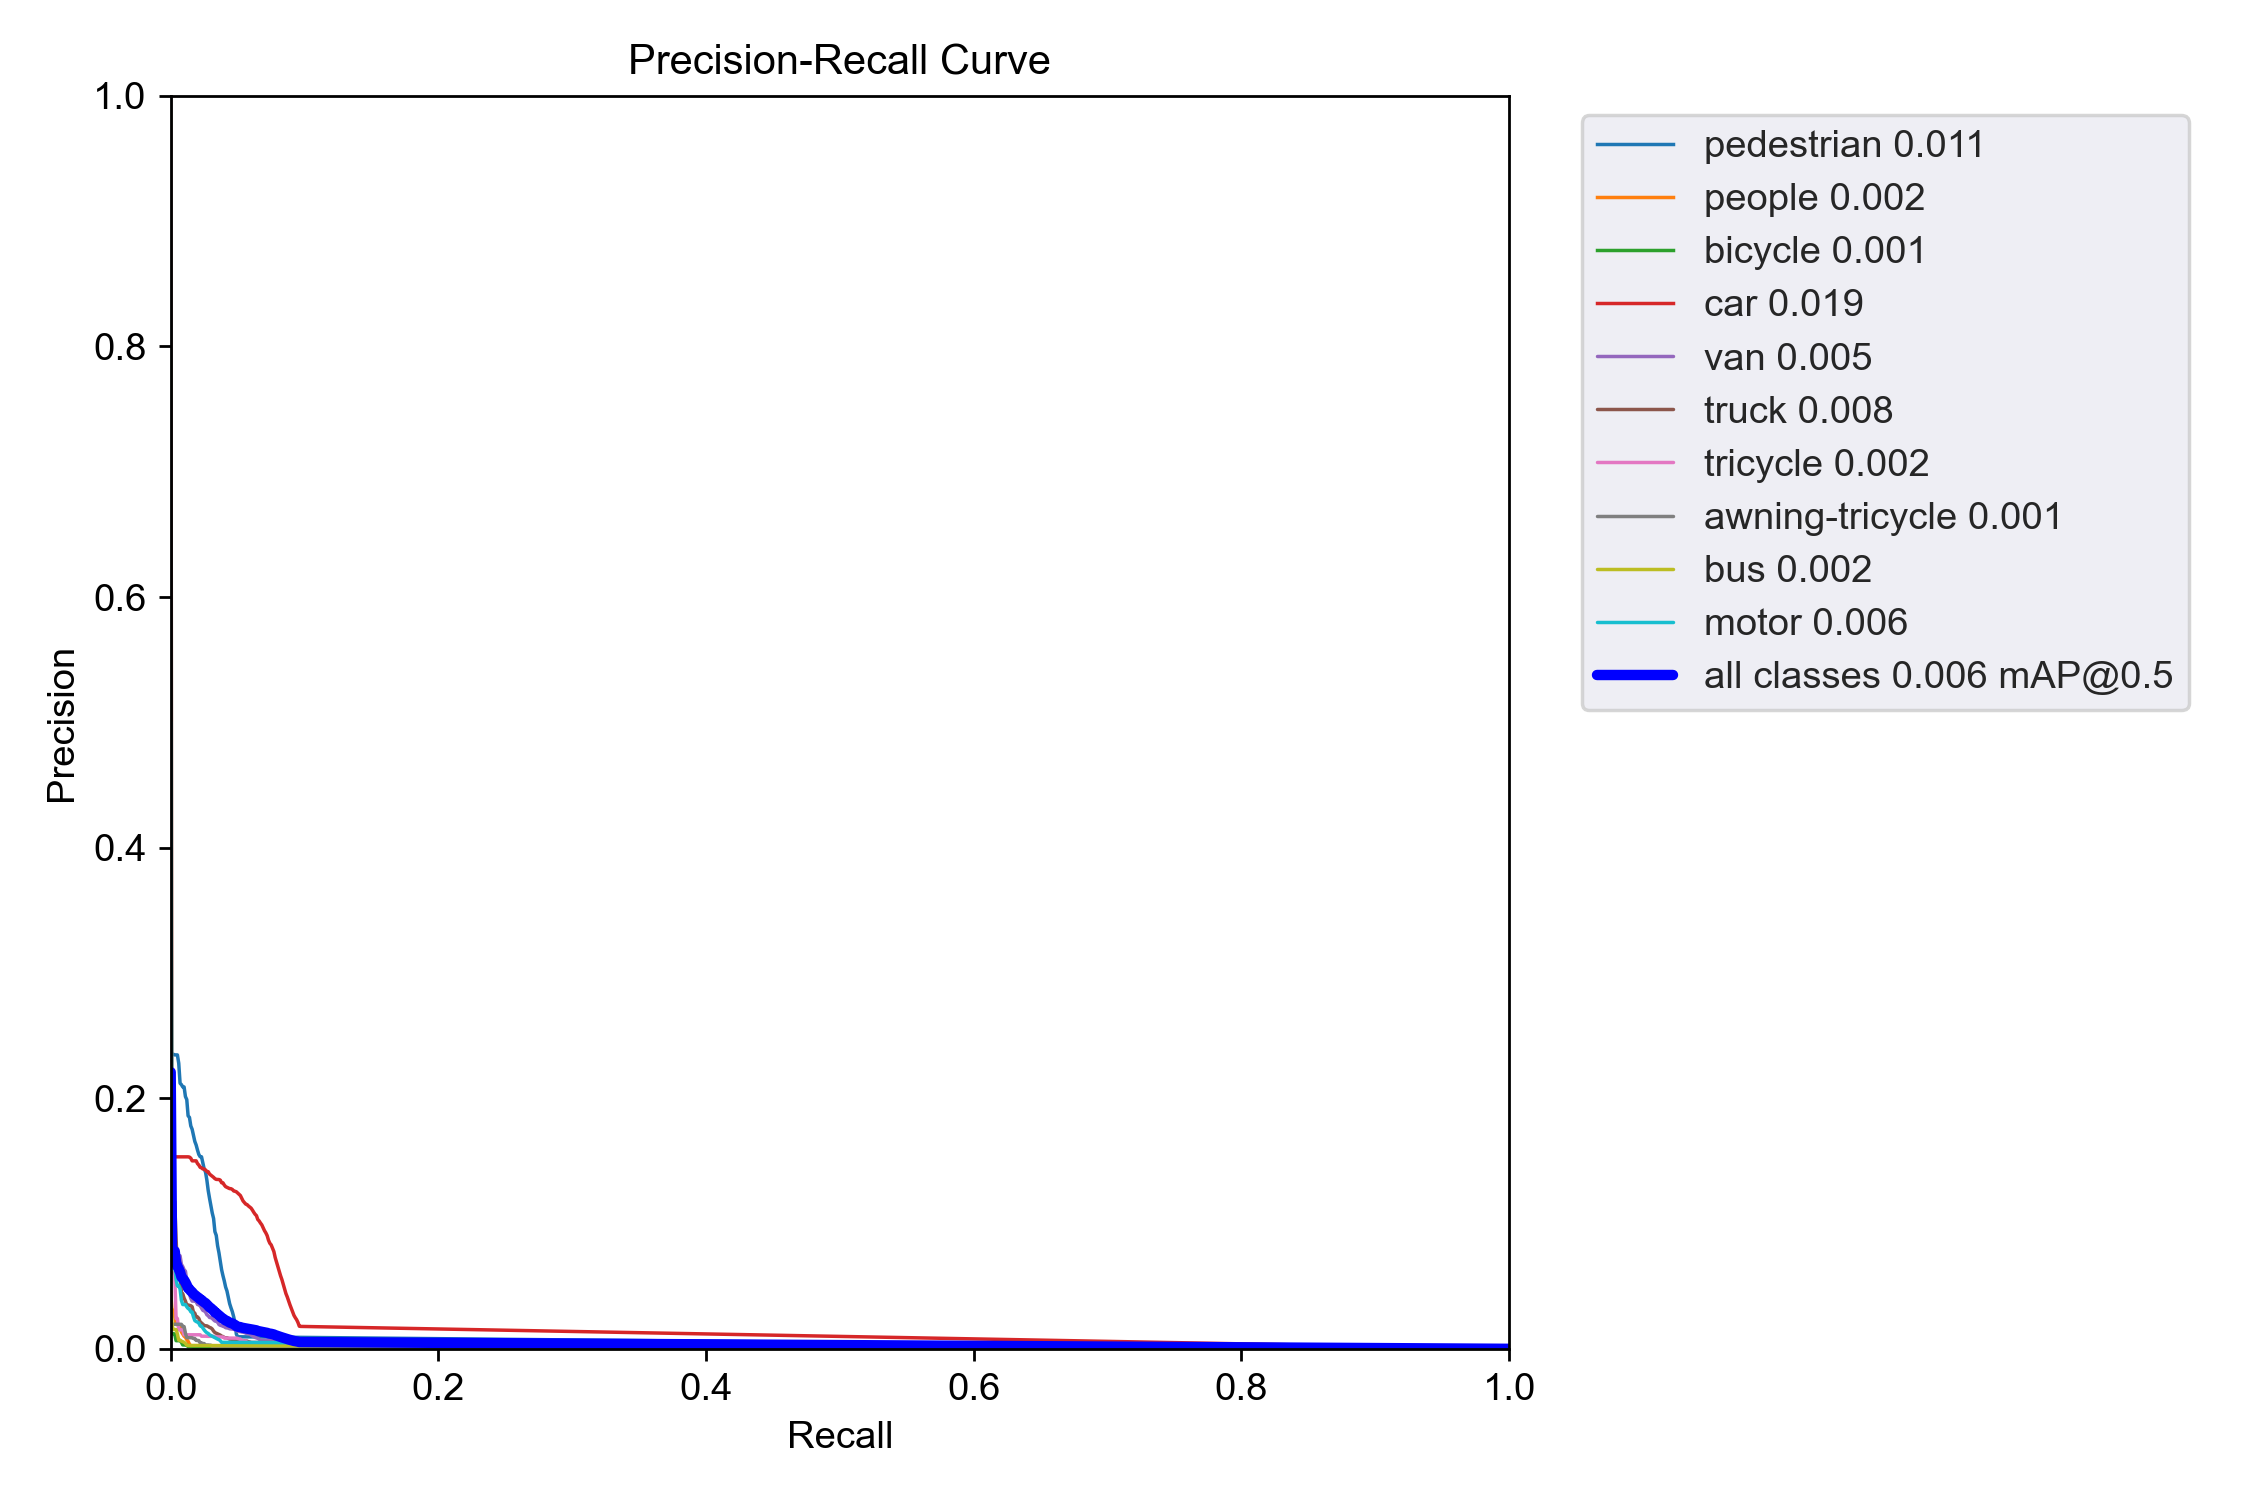 Precision-Recall Curve
1.0
0.8
0.6
0.4
0.2
0.0
Precision
0.0 0.2 0.4 0.6 0.8 1.0
Recall
pedestrian 0.011
people 0.002
bicycle 0.001
car 0.019
van 0.005
truck 0.008
tricycle 0.002
awning-tricycle 0.001
bus 0.002
motor 0.006
all classes 0.006 mAP@0.5